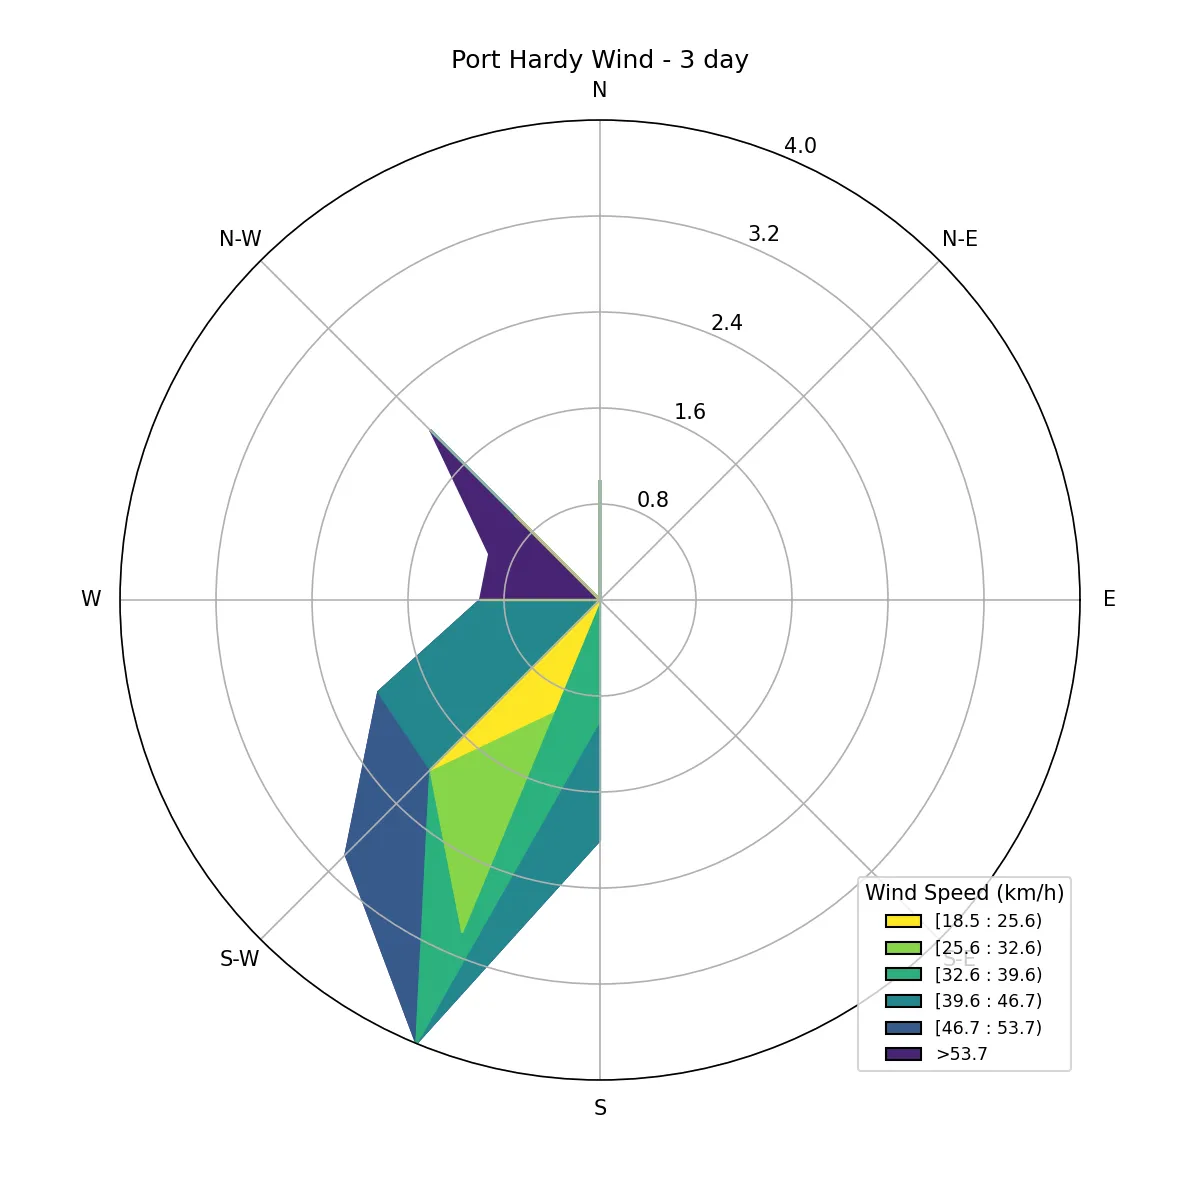 Port Hardy Wind - 3 day
N
4.0
N-W
3.2
N-E
2.4
1.6
0.8
W
E
Wind Speed (km/h)
[18.5 : 25.6)
[25.6 : 32.6)
S-W
S-E
[32.6 : 39.6)
[39.6 : 46.7)
[46.7 : 53.7)
>53.7
S